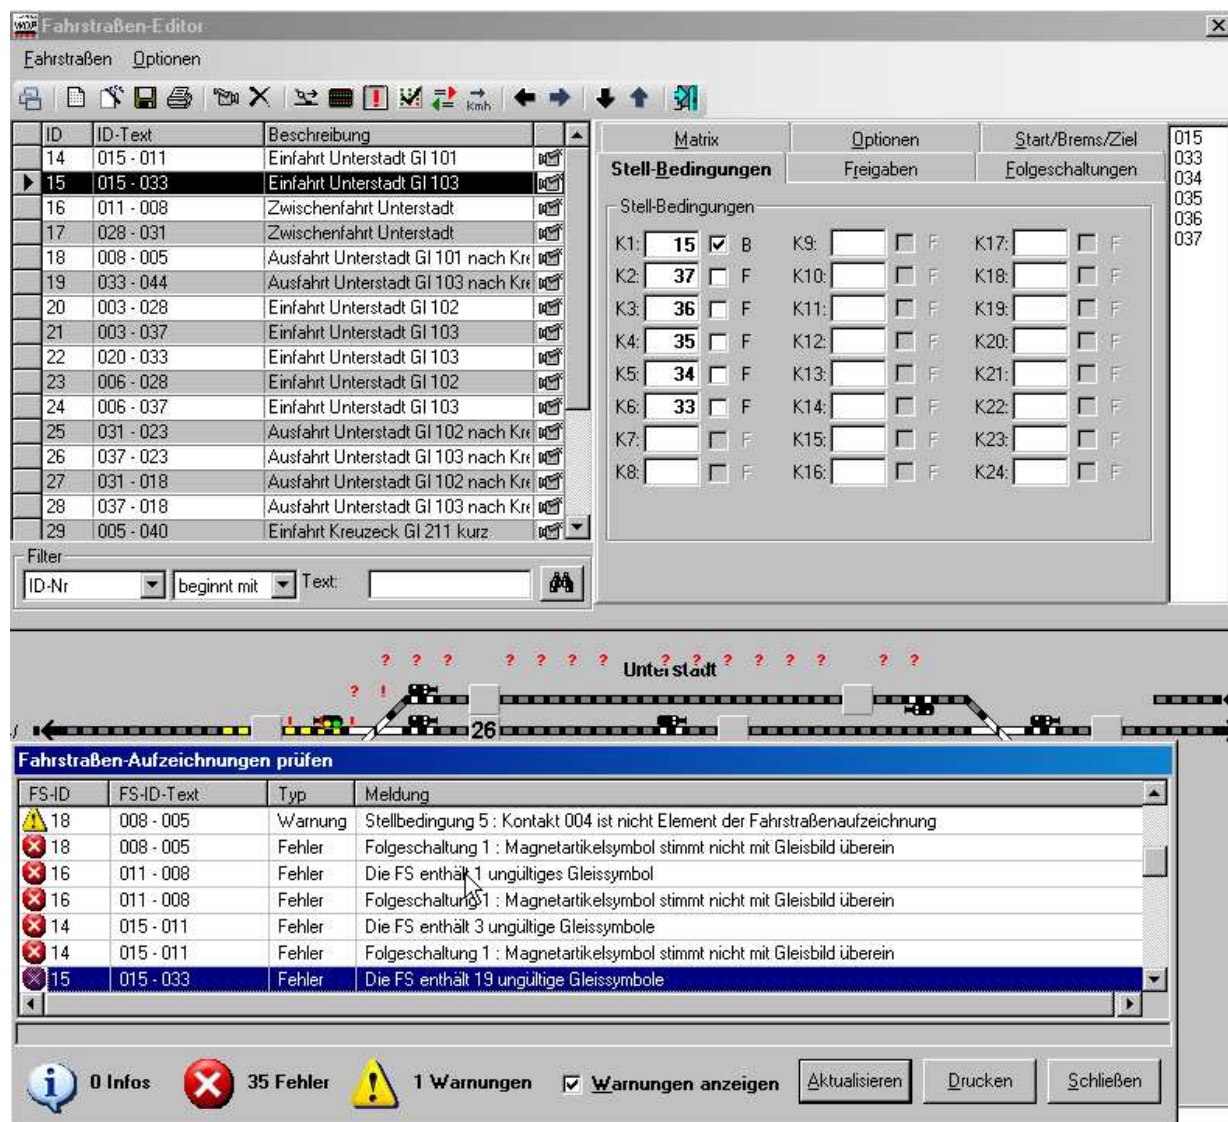 WDP Fahrstraßen-Editor
Fahrstraßen Optionen
Kmh
ID ID-Text Beschreibung
14 015 - 011 Einfahrt Unterstadt Gl 101
15 015 - 033 Einfahrt Unterstadt Gl 103
16 011 - 008 Zwischenfahrt Unterstadt
17 028 - 031 Zwischenfahrt Unterstadt
18 008 - 005 Ausfahrt Unterstadt Gl 101 nach Kre
19 033 - 044 Ausfahrt Unterstadt Gl 103 nach Kre
20 003 - 028 Einfahrt Unterstadt Gl 102
21 003 - 037 Einfahrt Unterstadt Gl 103
22 020 - 033 Einfahrt Unterstadt Gl 103
23 006 - 028 Einfahrt Unterstadt Gl 102
24 006 - 037 Einfahrt Unterstadt Gl 103
25 031 - 023 Ausfahrt Unterstadt Gl 102 nach Kre
26 037 - 023 Ausfahrt Unterstadt Gl 103 nach Kre
27 031 - 018 Ausfahrt Unterstadt Gl 102 nach Kre
28 037 - 018 Ausfahrt Unterstadt Gl 103 nach Kre
29 005 - 040 Einfahrt Kreuzeck Gl 211 kurz
Filter
ID-Nr beginnt mit Text:
Matrix Optionen Start/Brems/Ziel
Stell-Bedingungen Freigaben Folgeschaltungen
Stell-Bedingungen
K1: 15 B K9: F K17: F
K2: 37 F K10: F K18: F
K3: 36 F K11: F K19: F
K4: 35 F K12: F K20: F
K5: 34 F K13: F K21: F
K6: 33 F K14: F K22: F
K7: F K15: F K23: F
K8: F K16: F K24: F
015
033
034
035
036
037
? ? ? ? ? ? ? ? ? ? ? ? ? ? ?
Unterstadt
? !
! ! !
26
Fahrstraßen-Aufzeichnungen prüfen
FS-ID FS-ID-Text Typ Meldung
18 008 - 005 Warnung Stellbedingung 5 : Kontakt 004 ist nicht Element der Fahrstraßenaufzeichnung
18 008 - 005 Fehler Folgeschaltung 1 : Magnetartikelsymbol stimmt nicht mit Gleisbild überein
16 011 - 008 Fehler Die FS enthält 1 ungültiges Gleissymbol
16 011 - 008 Fehler Folgeschaltung 1 : Magnetartikelsymbol stimmt nicht mit Gleisbild überein
14 015 - 011 Fehler Die FS enthält 3 ungültige Gleissymbole
14 015 - 011 Fehler Folgeschaltung 1 : Magnetartikelsymbol stimmt nicht mit Gleisbild überein
15 015 - 033 Fehler Die FS enthält 19 ungültige Gleissymbole
0 Infos 35 Fehler 1 Warnungen Warnungen anzeigen Aktualisieren Drucken Schließen